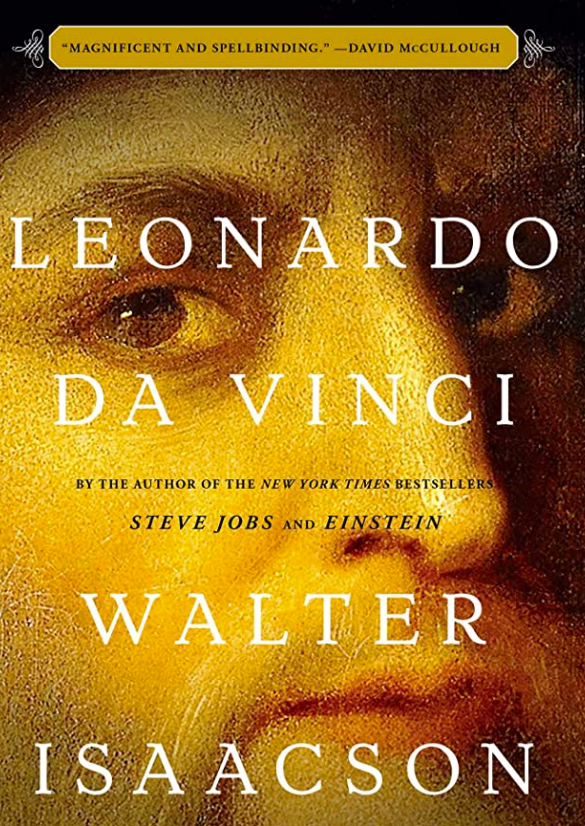 “MAGNIFICENT AND SPELLBINDING.” —DAVID McCULLOUGH
LEONARDO
DA VINCI
BY THE AUTHOR OF THE NEW YORK TIMES BESTSELLERS
STEVE JOBS AND EINSTEIN
WALTER
ISAACSON